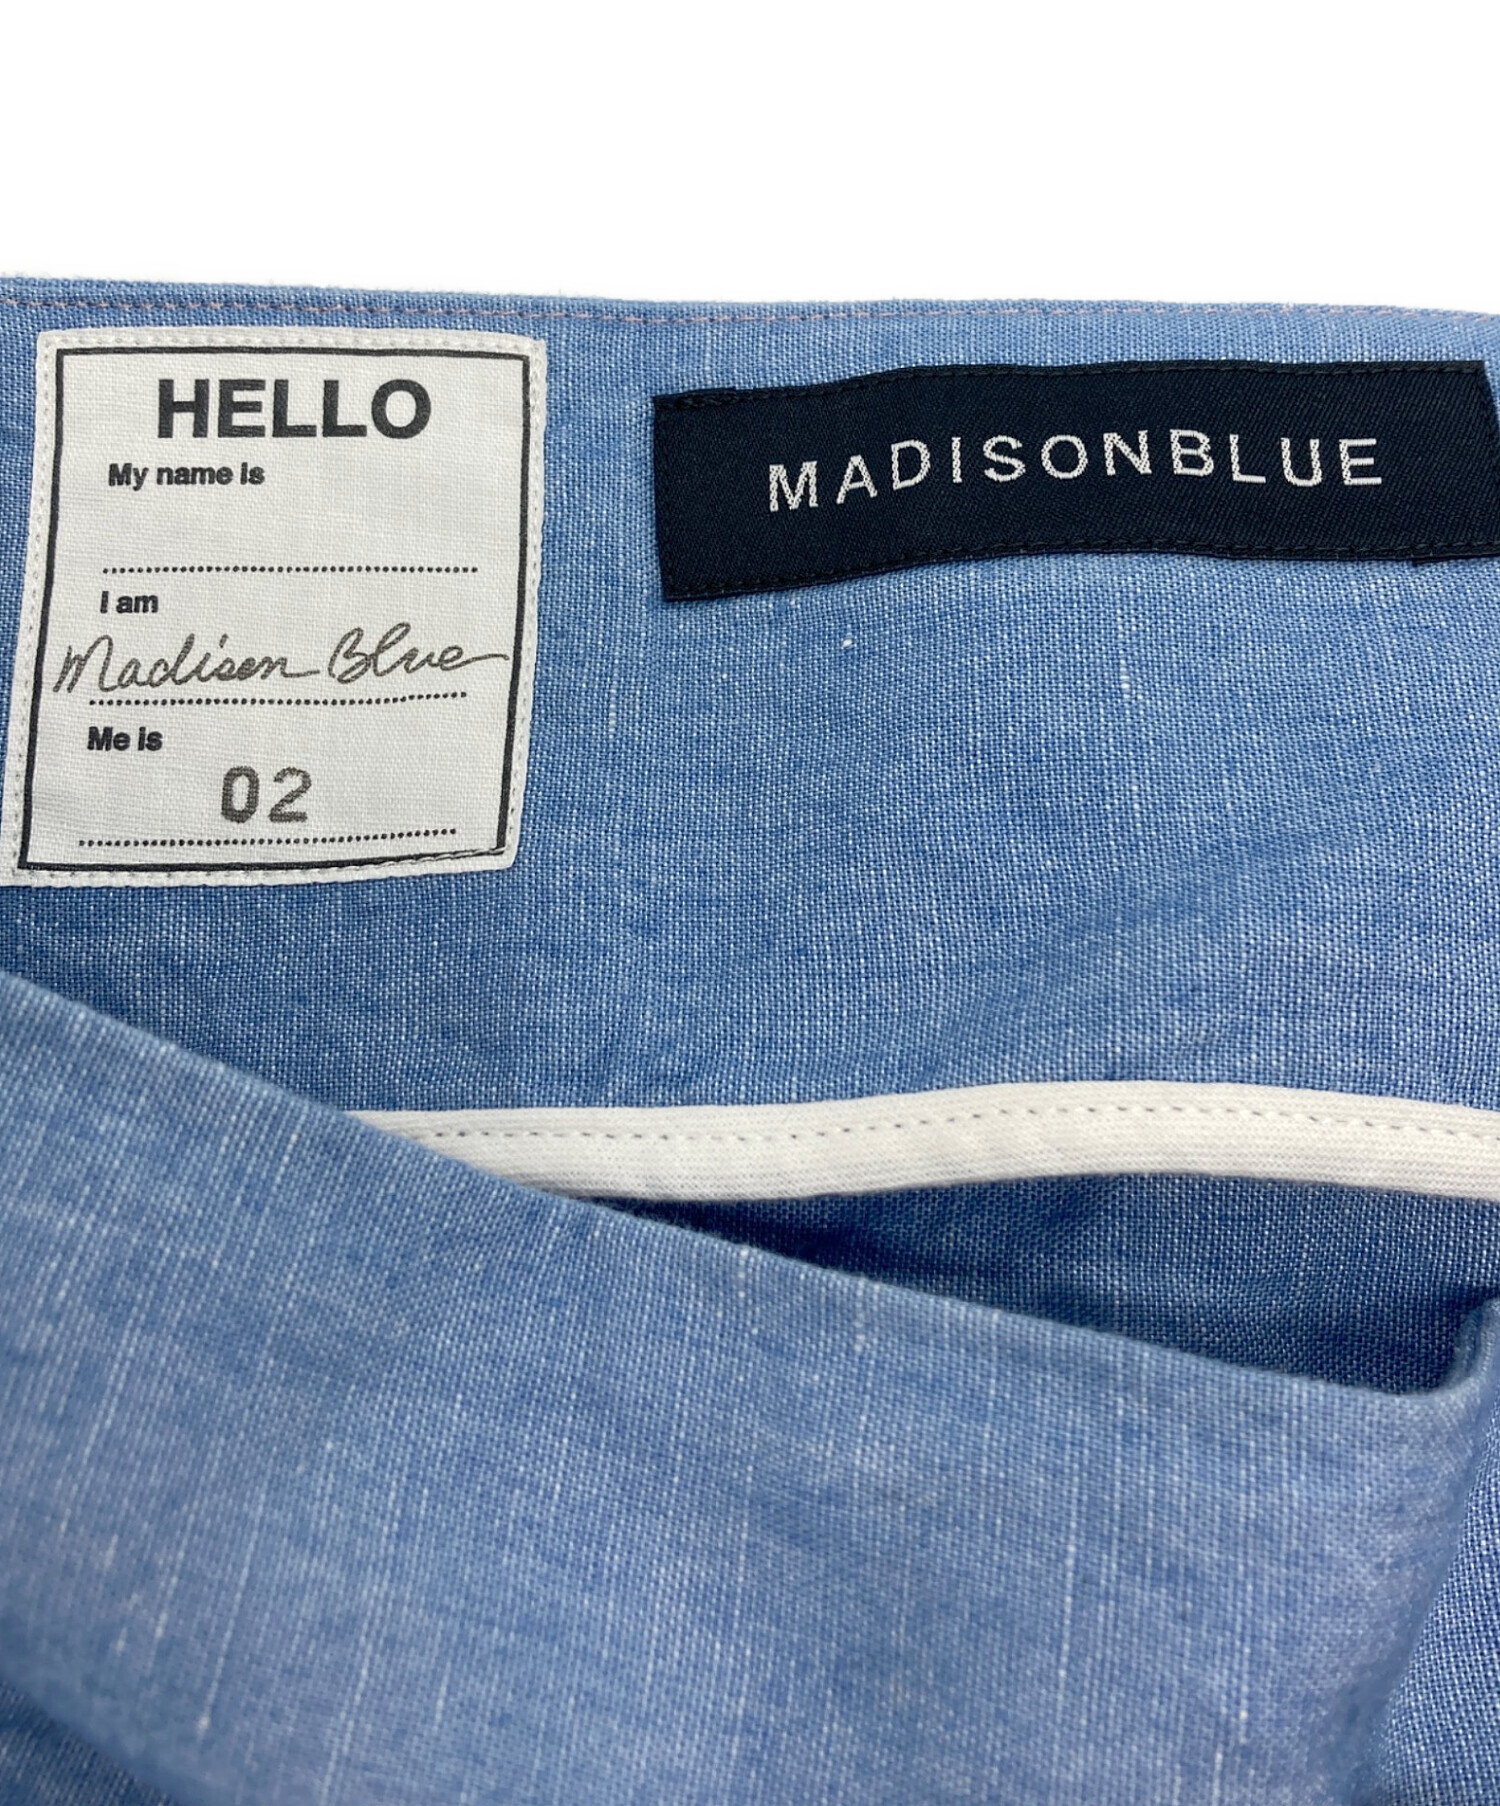 HELLO
My name is
I am
Madison Blue
Me is
02
MADISONBLUE